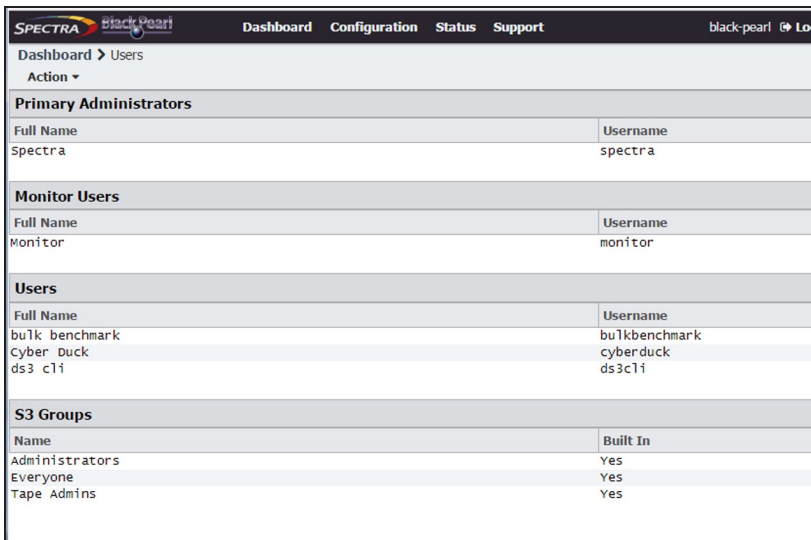 SPECTRA BlackPearl Dashboard Configuration Status Support black-pearl Lo
Dashboard > Users
Action
Primary Administrators
Full Name Username
Spectra spectra
Monitor Users
Full Name Username
Monitor monitor
Users
Full Name Username
bulk benchmark bulkbenchmark
Cyber Duck cyberduck
ds3 cli ds3cli
S3 Groups
Name Built In
Administrators Yes
Everyone Yes
Tape Admins Yes